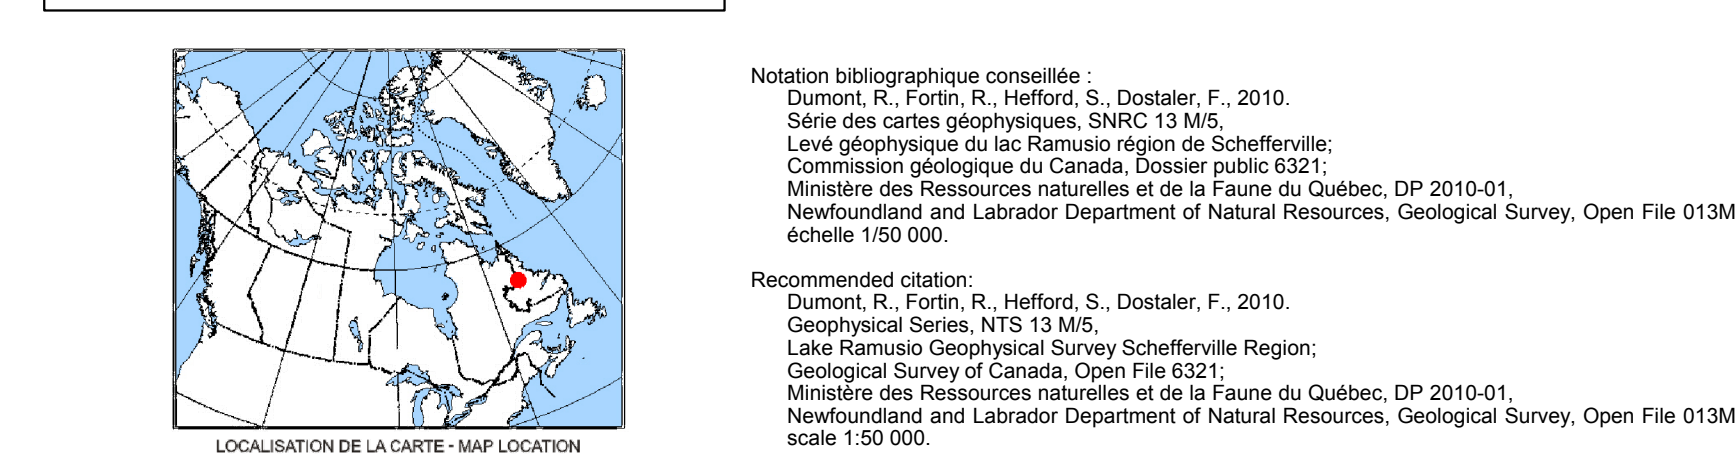 LOCALISATION DE LA CARTE - MAP LOCATION
Notation bibliographique conseillée :
Dumont, R., Fortin, R., Hefford, S., Dostaler, F., 2010.
Série des cartes géophysiques, SNRC 13 M/5,
Levé géophysique du lac Ramusio région de Schefferville;
Commission géologique du Canada, Dossier public 6321;
Ministère des Ressources naturelles et de la Faune du Québec, DP 2010-01,
Newfoundland and Labrador Department of Natural Resources, Geological Survey, Open File 013M
échelle 1/50 000.
Recommended citation:
Dumont, R., Fortin, R., Hefford, S., Dostaler, F., 2010.
Geophysical Series, NTS 13 M/5,
Lake Ramusio Geophysical Survey Schefferville Region;
Geological Survey of Canada, Open File 6321;
Ministère des Ressources naturelles et de la Faune du Québec, DP 2010-01,
Newfoundland and Labrador Department of Natural Resources, Geological Survey, Open File 013M
scale 1:50 000.